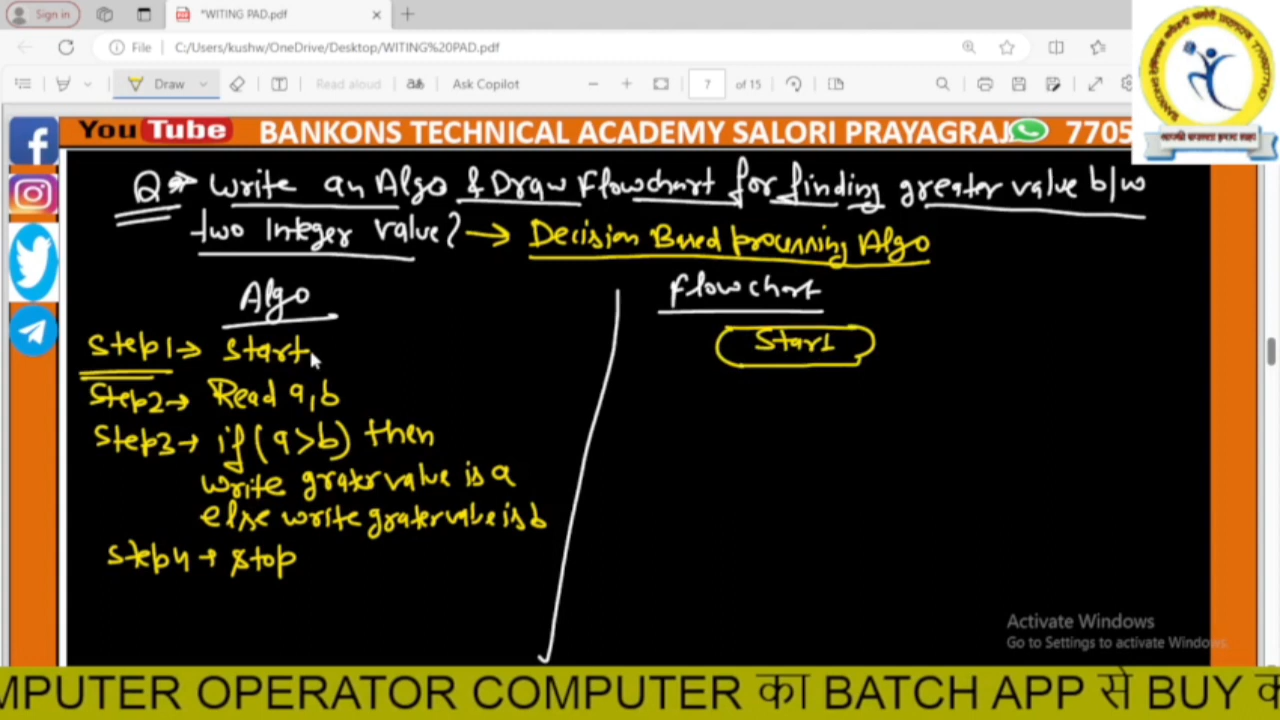 Sign in
*WITING PAD.pdf
File C:/Users/kushw/OneDrive/Desktop/WITING%20PAD.pdf
Draw Read aloud Ask Copilot 7 of 15
YouTube BANKONS TECHNICAL ACADEMY SALORI PRAYAGRAJ 7705
Q→ Write an Algo & Draw Flowchart for finding greater value b/w
two Integer value? → Decision Based processing Algo
Algo
Flowchart
Step1→ Start
Start
Step2→ Read a,b
Step3→ if (a>b) then
write grater value is a
else write grater value is b
Step4→ Stop
Activate Windows
Go to Settings to activate Windows.
MPUTER OPERATOR COMPUTER का BATCH APP से BUY क